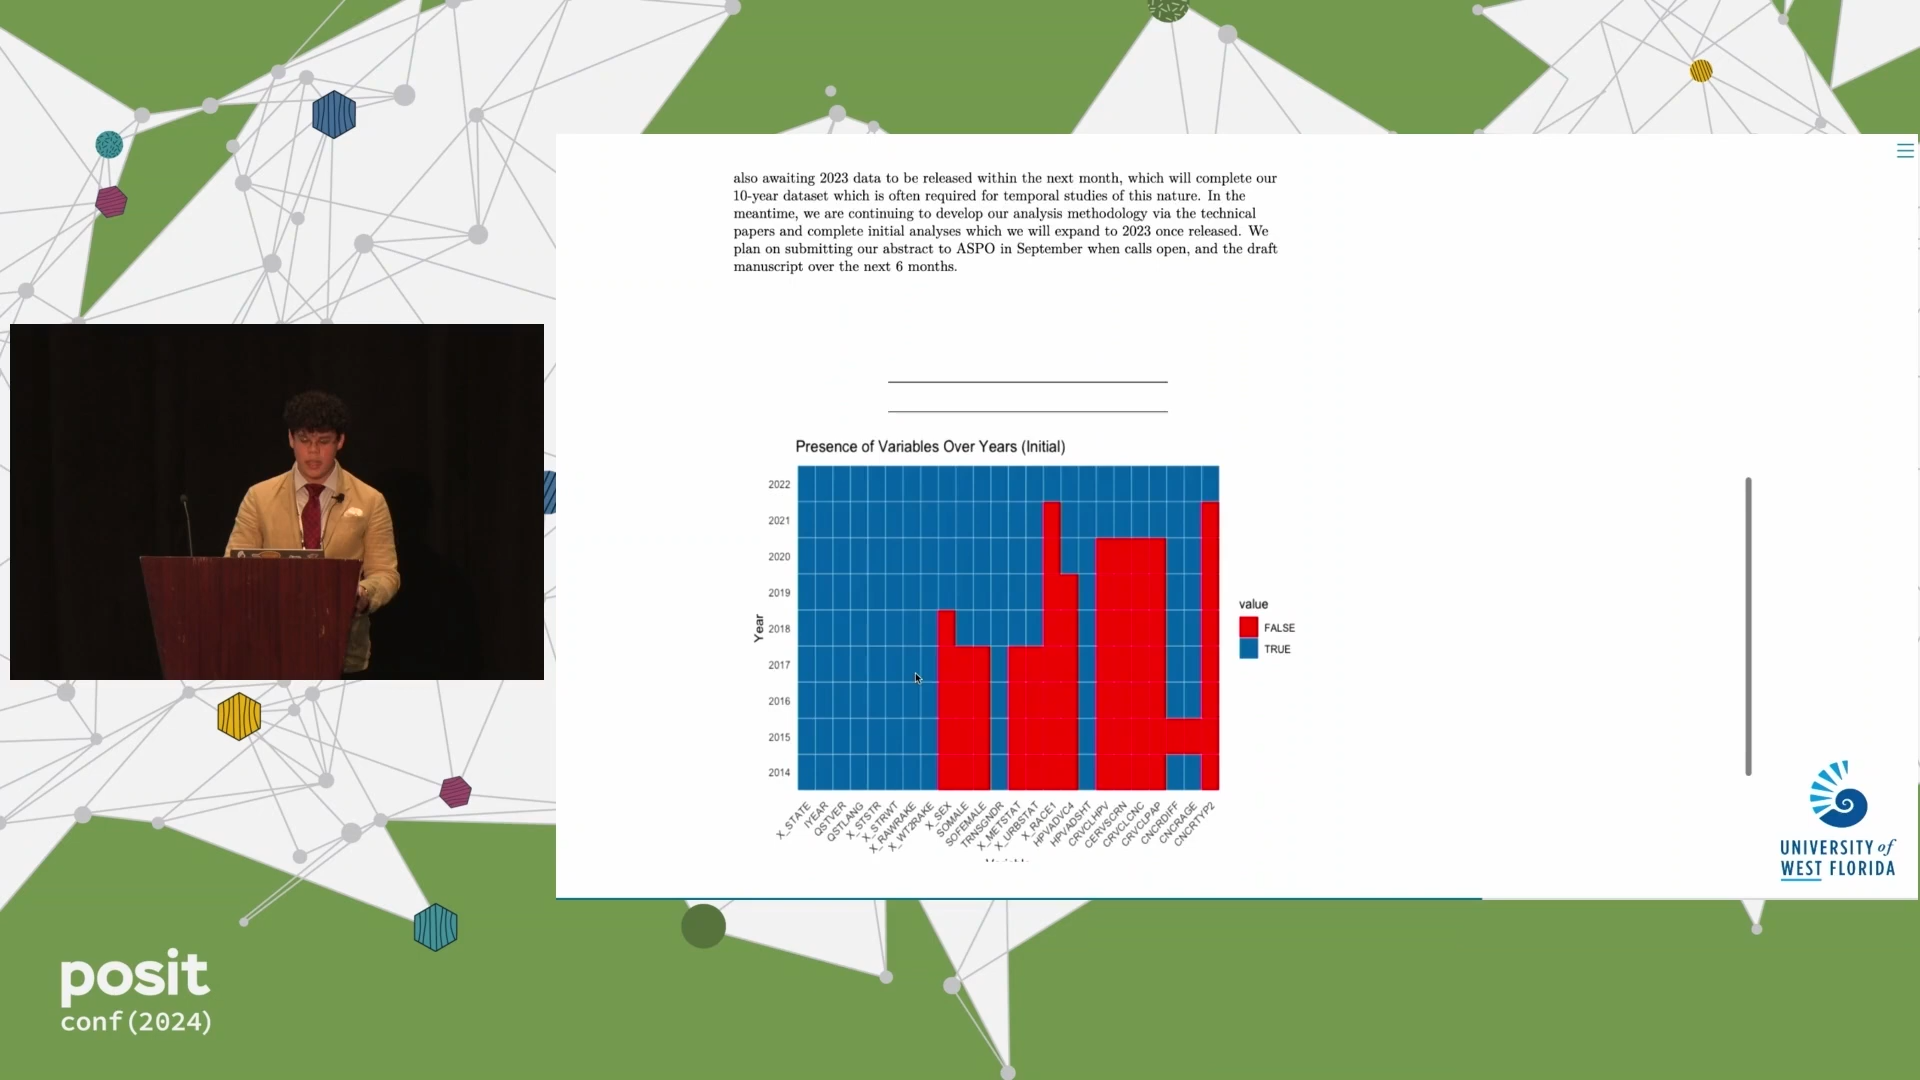 also awaiting 2023 data to be released within the next month, which will complete our
10-year dataset which is often required for temporal studies of this nature. In the
meantime, we are continuing to develop our analysis methodology via the technical
papers and complete initial analyses which we will expand to 2023 once released. We
plan on submitting our abstract to ASPO in September when calls open, and the draft
manuscript over the next 6 months.
Presence of Variables Over Years (Initial)
Year
2022
2021
2020
2019
2018
2017
2016
2015
2014
X_STATE
IYEAR
QSTVER
QSTLANG
X_STSTR
X_STRWT
X_RAWRAKE
X_WT2RAKE
X_SEX
SOMALE
SOFEMALE
TRNSGNDR
X_METSTAT
X_URBSTAT
X_RACE1
HPVADVC4
HPVADSHT
CRVCLHPV
CERVSCRN
CRVCLCNC
CRVCLPAP
CNCRDIFF
CNCRAGE
CNCRTYP2
value
FALSE
TRUE
UNIVERSITY of
WEST FLORIDA
posit
conf(2024)